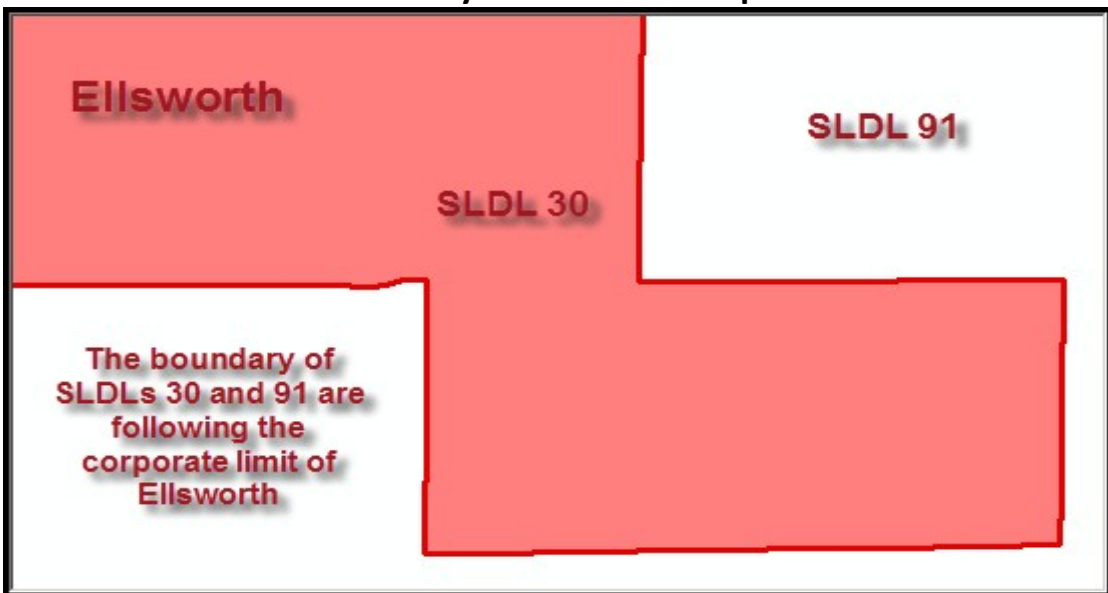 Ellsworth
SLDL 91
SLDL 30
The boundary of
SLDLs 30 and 91 are
following the
corporate limit of
Ellsworth